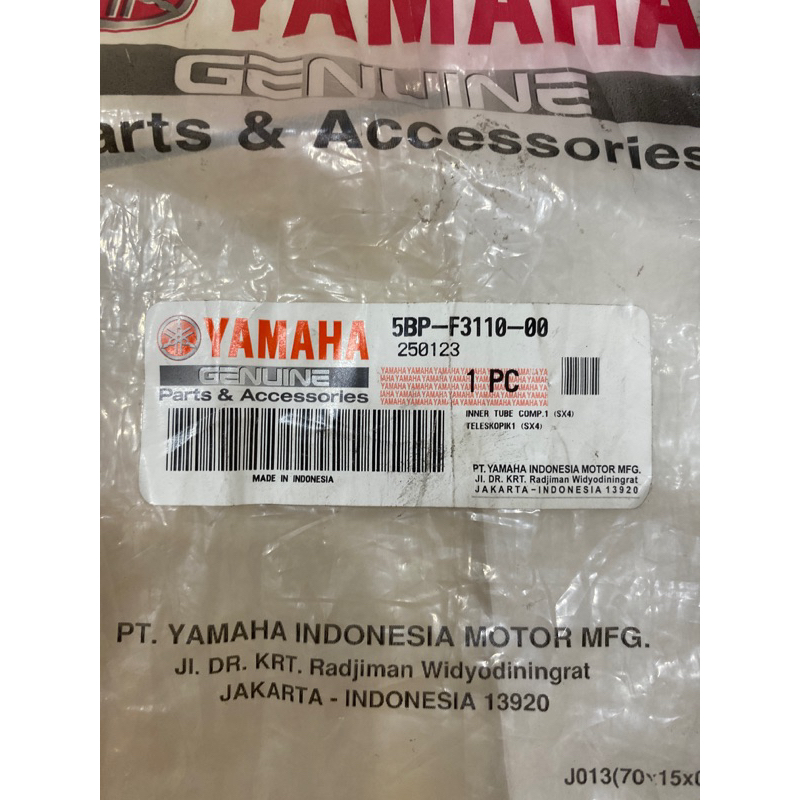 YAMAHA
GENUINE
arts & Accessories
YAMAHA
GENUINE
Parts & Accessories
5BP-F3110-00
250123
1 PC
INNER TUBE COMP.1 (SX4)
TELESKOPIK1 (SX4)
MADE IN INDONESIA
PT. YAMAHA INDONESIA MOTOR MFG.
Jl. DR. KRT. Radjiman Widyodiningrat
JAKARTA-INDONESIA 13920
PT. YAMAHA INDONESIA MOTOR MFG.
Jl. DR. KRT. Radjiman Widyodiningrat
JAKARTA - INDONESIA 13920